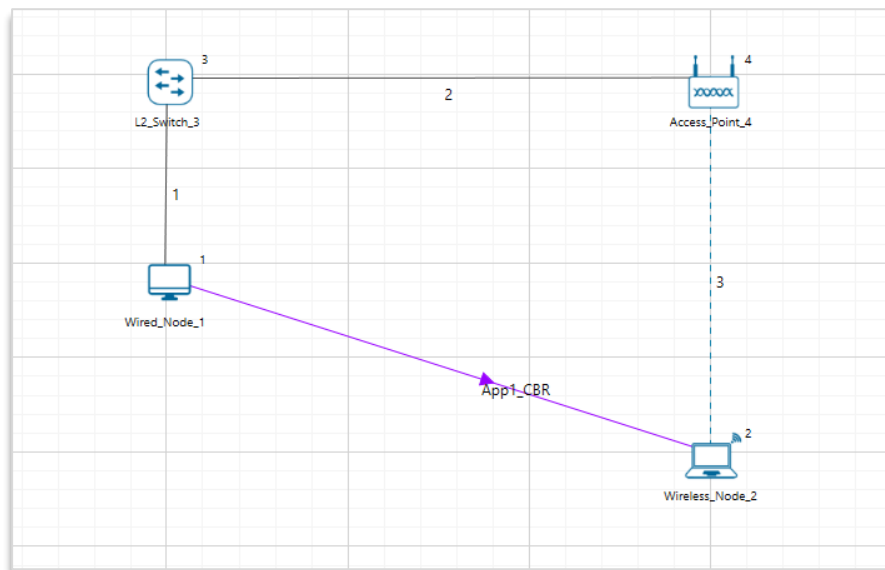 3
4
2
L2_Switch_3
Access_Point_4
1
1
3
Wired_Node_1
App1_CBR
2
Wireless_Node_2